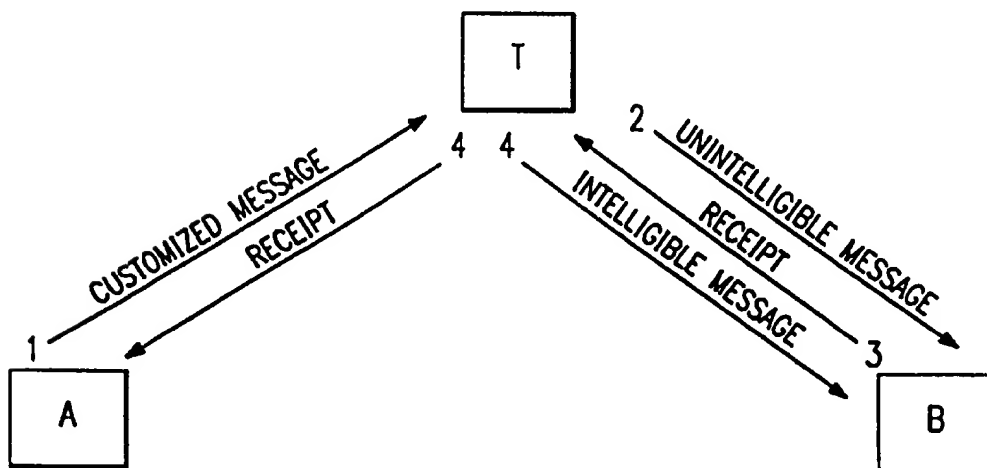 T
4 4
2
UNINTELLIGIBLE MESSAGE
CUSTOMIZED MESSAGE
RECEIPT
INTELLIGIBLE MESSAGE
RECEIPT
1
3
A
B